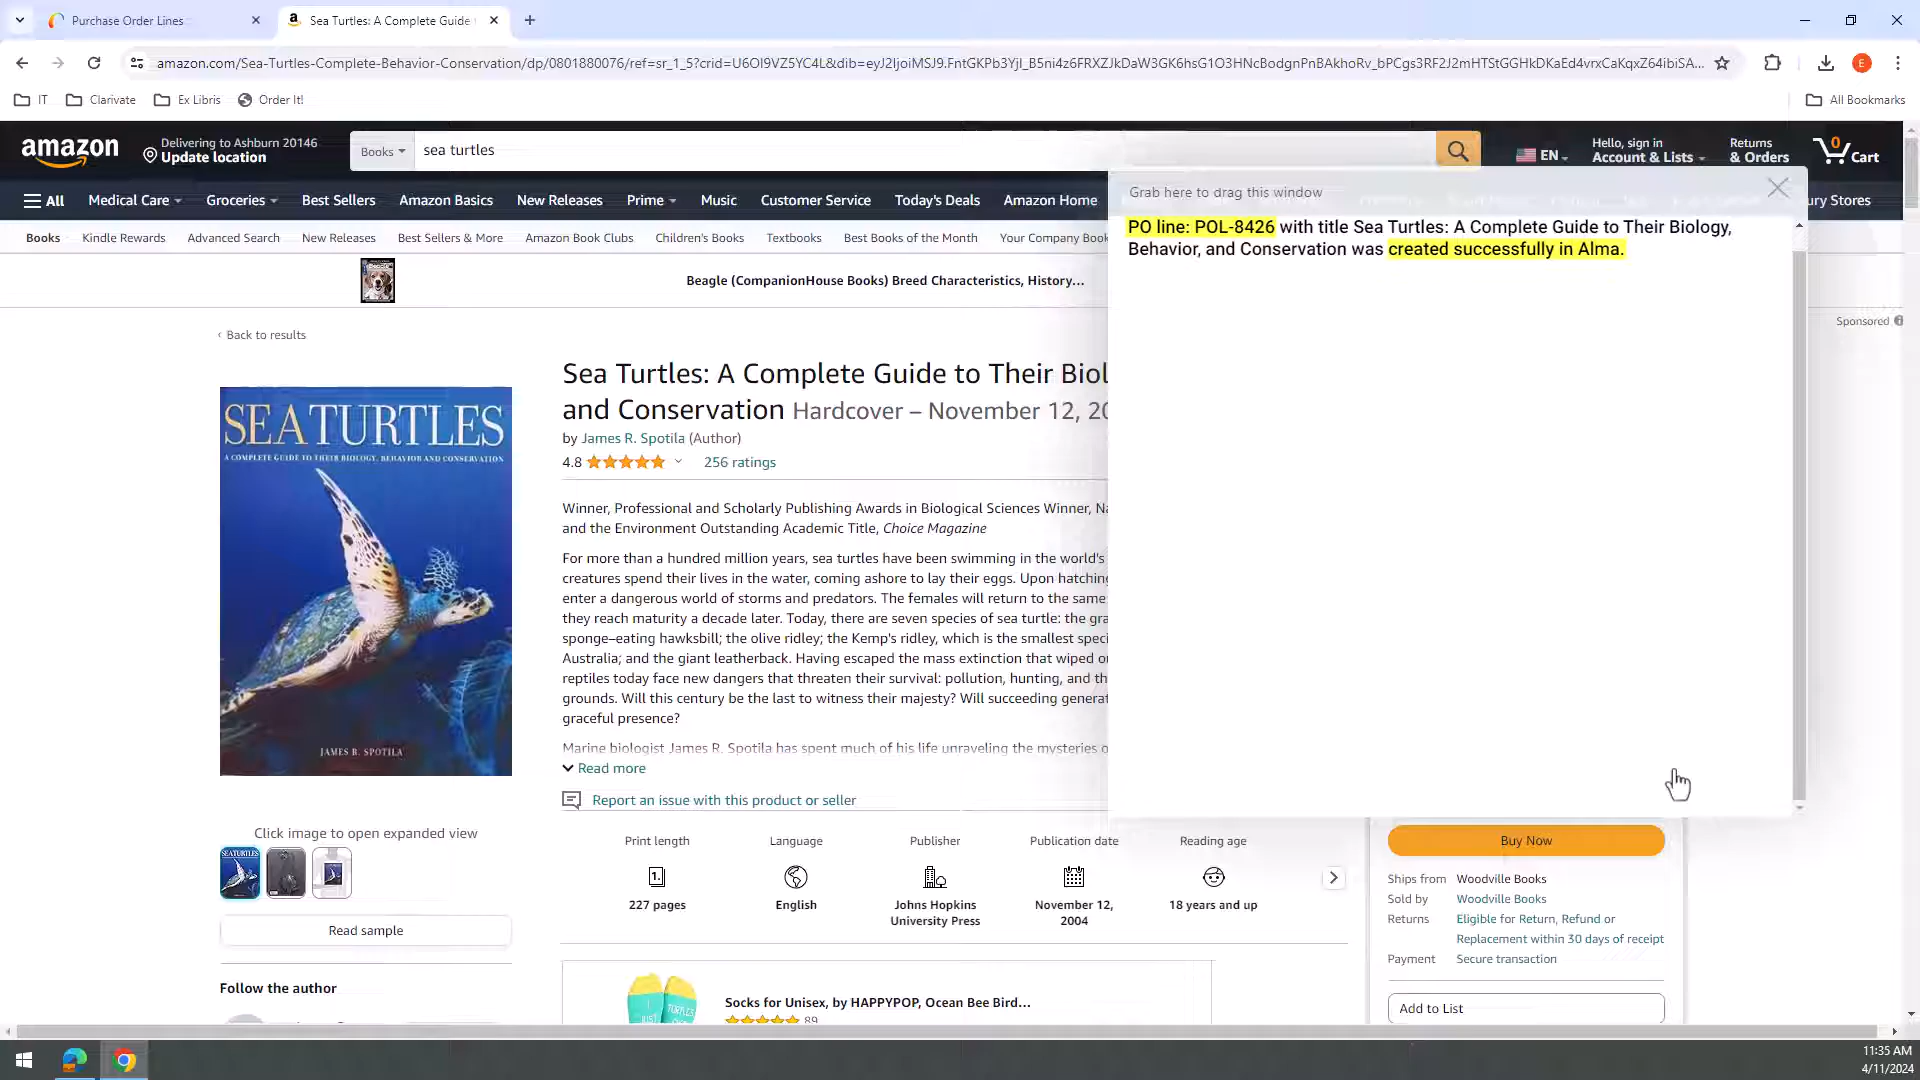 Purchase Order Lines
Sea Turtles: A Complete Guide
amazon.com/Sea-Turtles-Complete-Behavior-Conservation/dp/0801880076/ref=sr_1_5?crid=U6OI9VZ5YC4L&dib=eyJ2IjoiMSJ9.FntGKPb3YjI_B5ni4z6FRXZJkDaW3GK6hsG1O3HNcBodgnPnBAkhoRv_bPCgs3RF2J2mHTStGGHkDKaEd4vrxCaKqxZ64ibiSA...
E
IT
Clarivate
Ex Libris
Order It!
All Bookmarks
amazon
Delivering to Ashburn 20146
Update location
Books
sea turtles
EN
Hello, sign in
Account & Lists
Returns
& Orders
0
Cart
All
Medical Care
Groceries
Best Sellers
Amazon Basics
New Releases
Today's Deals
Prime
Music
Customer Service
Amazon Home
ury Stores
Books
Kindle Rewards
Advanced Search
New Releases
Best Sellers & More
Amazon Book Clubs
Children's Books
Textbooks
Best Books of the Month
Your Company Book
Grab here to drag this window
PO line: POL-8426 with title Sea Turtles: A Complete Guide to Their Biology,
Behavior, and Conservation was created successfully in Alma.
Beagle (CompanionHouse Books) Breed Characteristics, History...
Sponsored
Back to results
Sea Turtles: A Complete Guide to Their Biol
and Conservation Hardcover – November 12, 20
by James R. Spotila (Author)
4.8
256 ratings
SEA TURTLES
A COMPLETE GUIDE TO THEIR BIOLOGY, BEHAVIOR AND CONSERVATION
JAMES R. SPOTILA
Winner, Professional and Scholarly Publishing Awards in Biological Sciences Winner, Na
and the Environment Outstanding Academic Title, Choice Magazine
For more than a hundred million years, sea turtles have been swimming in the world's
creatures spend their lives in the water, coming ashore to lay their eggs. Upon hatching
enter a dangerous world of storms and predators. The females will return to the same
they reach maturity a decade later. Today, there are seven species of sea turtle: the gra
sponge–eating hawksbill; the olive ridley; the Kemp's ridley, which is the smallest speci
Australia; and the giant leatherback. Having escaped the mass extinction that wiped o
reptiles today face new dangers that threaten their survival: pollution, hunting, and th
grounds. Will this century be the last to witness their majesty? Will succeeding generat
graceful presence?
Marine biologist James R. Spotila has spent much of his life unraveling the mysteries o
Read more
Report an issue with this product or seller
Click image to open expanded view
Read sample
Follow the author
Print length
227 pages
Language
English
Publisher
Johns Hopkins
University Press
Publication date
November 12,
2004
Reading age
18 years and up
Socks for Unisex, by HAPPYPOP, Ocean Bee Bird...
89
Buy Now
Ships from Woodville Books
Sold by Woodville Books
Returns Eligible for Return, Refund or
Replacement within 30 days of receipt
Payment Secure transaction
Add to List
11:35 AM
4/11/2024